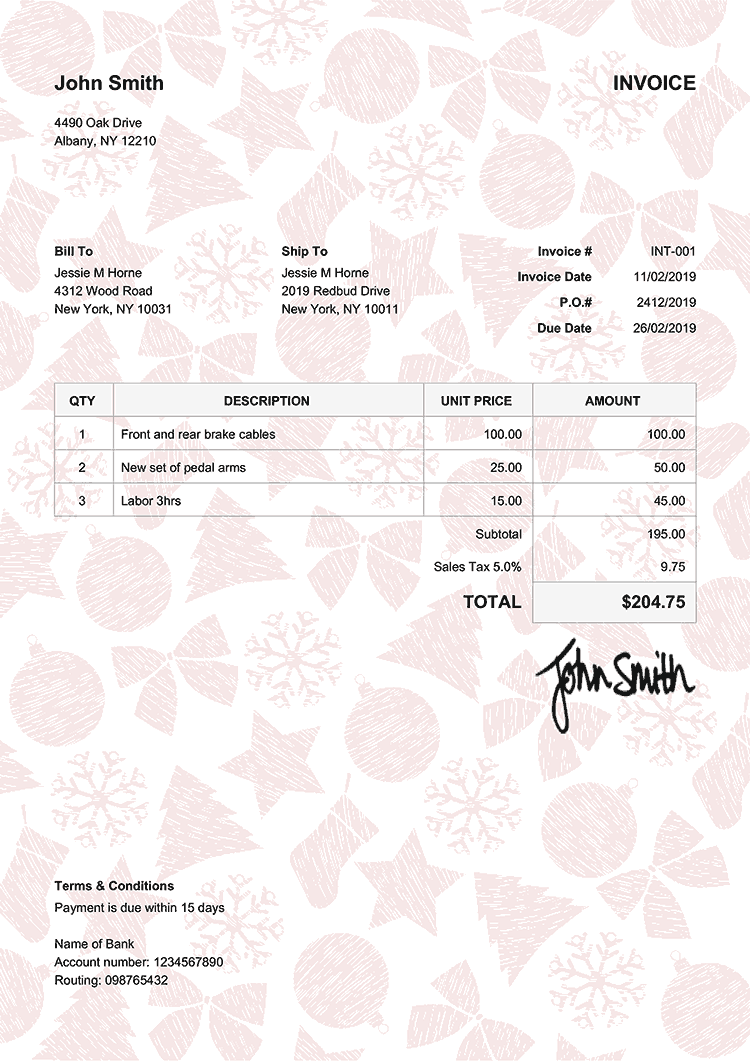 John Smith
INVOICE
4490 Oak Drive
Albany, NY 12210
Bill To
Jessie M Horne
4312 Wood Road
New York, NY 10031
Ship To
Jessie M Horne
2019 Redbud Drive
New York, NY 10011
Invoice # INT-001
Invoice Date 11/02/2019
P.O.# 2412/2019
Due Date 26/02/2019
QTY DESCRIPTION UNIT PRICE AMOUNT
1 Front and rear brake cables 100.00 100.00
2 New set of pedal arms 25.00 50.00
3 Labor 3hrs 15.00 45.00
Subtotal 195.00
Sales Tax 5.0% 9.75
TOTAL $204.75
John Smith
Terms & Conditions
Payment is due within 15 days
Name of Bank
Account number: 1234567890
Routing: 098765432